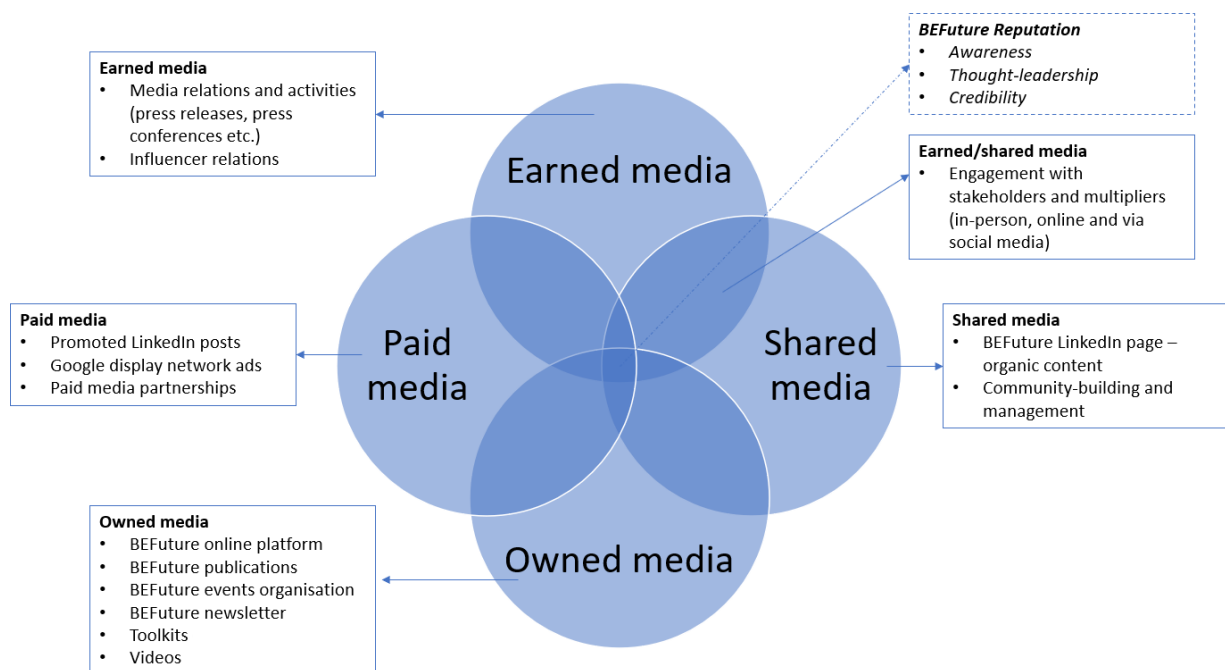 BEFuture Reputation
• Awareness
• Thought-leadership
• Credibility
Earned media
• Media relations and activities
(press releases, press
conferences etc.)
• Influencer relations
Earned media
Earned/shared media
• Engagement with
stakeholders and multipliers
(in-person, online and via
social media)
Paid media
• Promoted LinkedIn posts
• Google display network ads
• Paid media partnerships
Paid
media
Shared
media
Shared media
• BEFuture LinkedIn page –
organic content
• Community-building and
management
Owned media
• BEFuture online platform
• BEFuture publications
• BEFuture events organisation
• BEFuture newsletter
• Toolkits
• Videos
Owned media